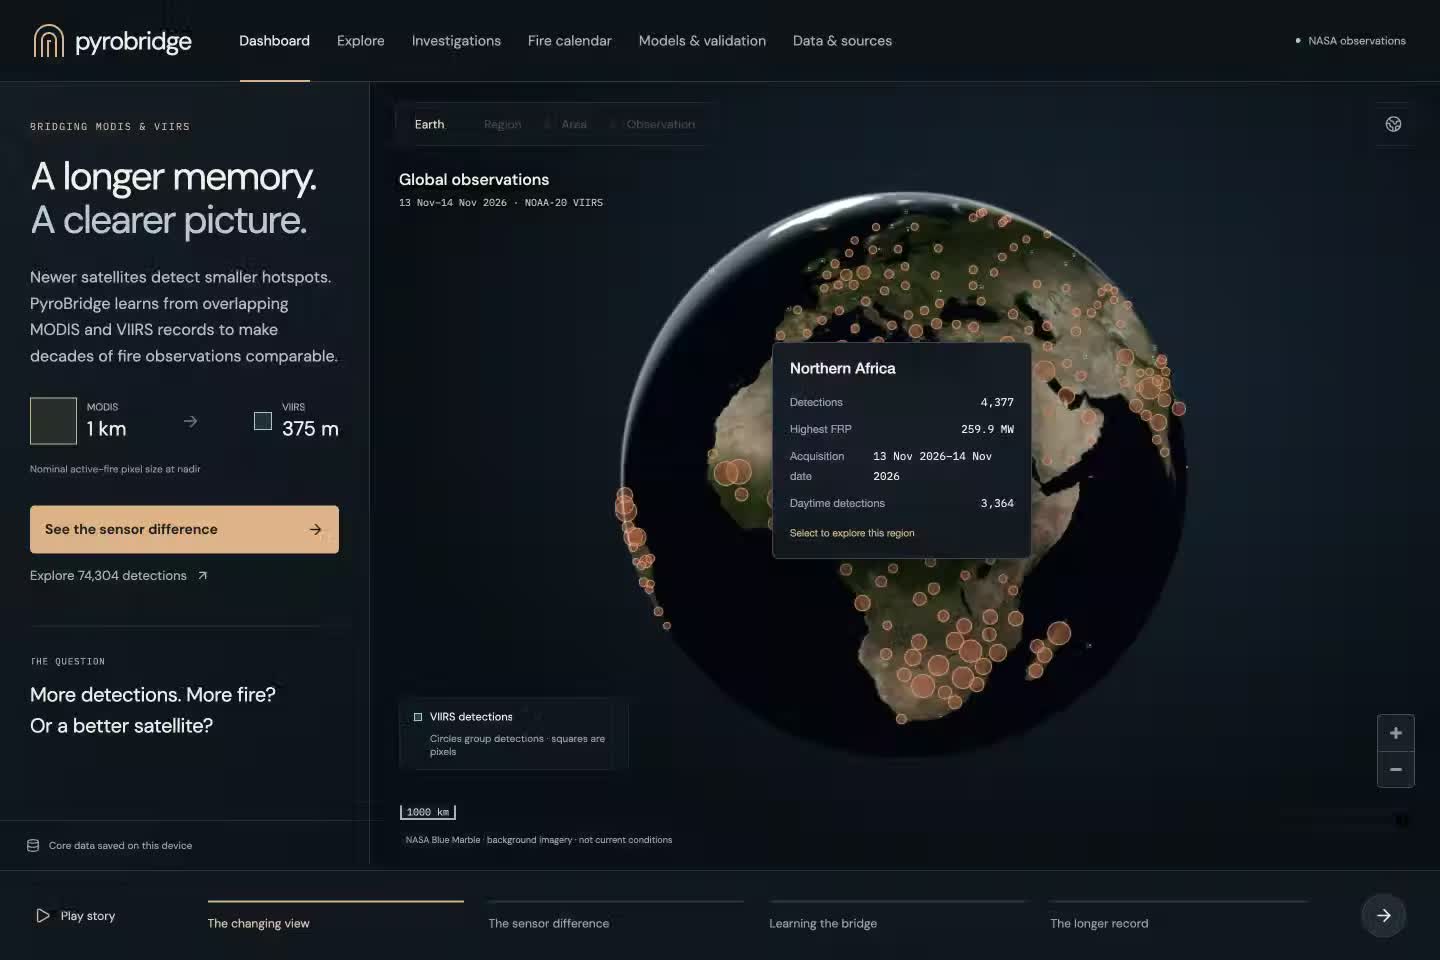 pyrobridge
Dashboard
Explore
Investigations
Fire calendar
Models & validation
Data & sources
NASA observations
BRIDGING MODIS & VIIRS
A longer memory.
A clearer picture.
Newer satellites detect smaller hotspots.
PyroBridge learns from overlapping
MODIS and VIIRS records to make
decades of fire observations comparable.
MODIS
1 km
→
VIIRS
375 m
Nominal active-fire pixel size at nadir
See the sensor difference →
Explore 74,304 detections ↗
THE QUESTION
More detections. More fire?
Or a better satellite?
Core data saved on this device
Earth
Region
Area
Observation
Global observations
13 Nov–14 Nov 2026 · NOAA-20 VIIRS
Northern Africa
Detections 4,377
Highest FRP 259.9 MW
Acquisition 13 Nov 2026–14 Nov
date 2026
Daytime detections 3,364
Select to explore this region
VIIRS detections
Circles group detections · squares are
pixels
1000 km
NASA Blue Marble · background imagery · not current conditions
+
−
Play story
The changing view
The sensor difference
Learning the bridge
The longer record
→